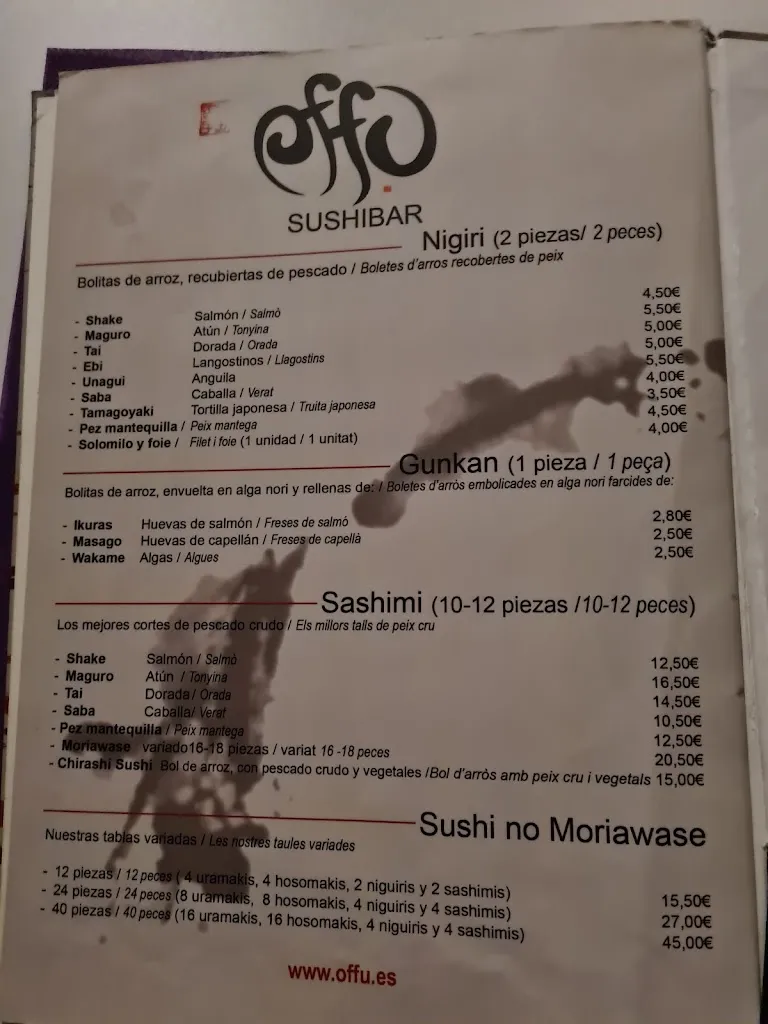 offu
SUSHIBAR
Nigiri (2 piezas/ 2 peces)
Bolitas de arroz, recubiertas de pescado / Boletes d'arros recobertes de peix
- Shake Salmón / Salmò 4,50€
- Maguro Atún / Tonyina 5,50€
- Tai Dorada / Orada 5,00€
- Ebi Langostinos / Llagostins 5,00€
- Unagui Anguila 5,50€
- Saba Caballa / Verat 4,00€
- Tamagoyaki Tortilla japonesa / Truita japonesa 3,50€
- Pez mantequilla / Peix mantega 4,50€
- Solomilo y foie / Filet i foie (1 unidad / 1 unitat) 4,00€
Gunkan (1 pieza / 1 peça)
Bolitas de arroz, envuelta en alga nori y rellenas de: / Boletes d'arròs embolicades en alga nori farcides de:
- Ikuras Huevas de salmón / Freses de salmó 2,80€
- Masago Huevas de capellán / Freses de capellà 2,50€
- Wakame Algas / Algues 2,50€
Sashimi (10-12 piezas /10-12 peces)
Los mejores cortes de pescado crudo / Els millors talls de peix cru
- Shake Salmón / Salmò 12,50€
- Maguro Atún / Tonyina 16,50€
- Tai Dorada/ Orada 14,50€
- Saba Caballa/ Verat 10,50€
- Pez mantequilla / Peix mantega 12,50€
- Moriawase variado16-18 piezas / variat 16 -18 peces 20,50€
- Chirashi Sushi Bol de arroz, con pescado crudo y vegetales /Bol d'arròs amb peix cru i vegetals 15,00€
Sushi no Moriawase
Nuestras tablas variadas / Les nostres taules variades
- 12 piezas / 12 peces ( 4 uramakis, 4 hosomakis, 2 niguiris y 2 sashimis) 15,50€
- 24 piezas / 24 peces (8 uramakis, 8 hosomakis, 4 niguiris y 4 sashimis) 27,00€
- 40 piezas / 40 peces (16 uramakis, 16 hosomakis, 4 niguiris y 4 sashimis) 45,00€
www.offu.es